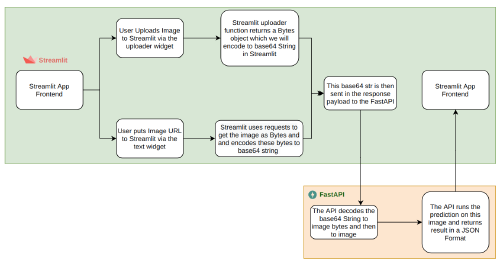 Streamlit
Streamlit App
Frontend
User Uploads Image
to Streamlit via the
uploader widget
Streamlit uploader
function returns a Bytes
object which we will
encode to base64 String
in Streamlit
User puts Image URL
to Streamlit via the
text widget
Streamlit uses requests to
get the image as Bytes and
and encodes these bytes to
base64 string
This base64 str is then
sent in the response
payload to the FastAPI
Streamlit App
Frontend
FastAPI
The API decodes the
base64 String to
image bytes and then
to image
The API runs the
prediction on this
image and returns
result in a JSON
Format